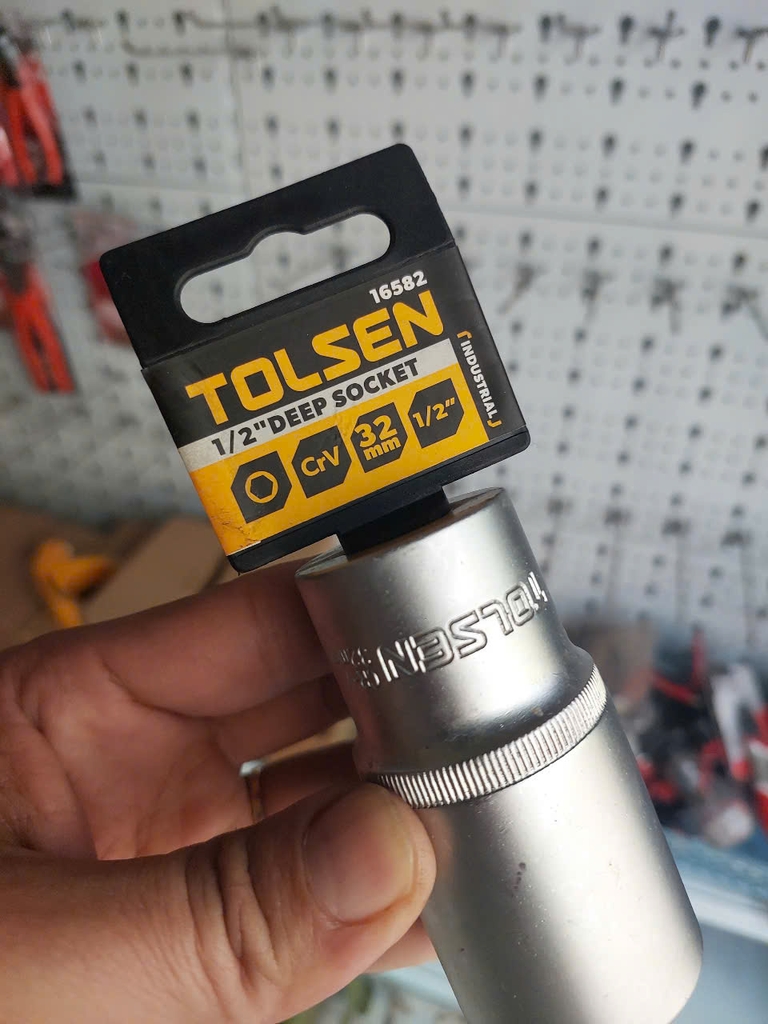 16582
TOLSEN
INDUSTRIAL
1/2" DEEP SOCKET
CrV
32
mm
1/2"
TOLSEN